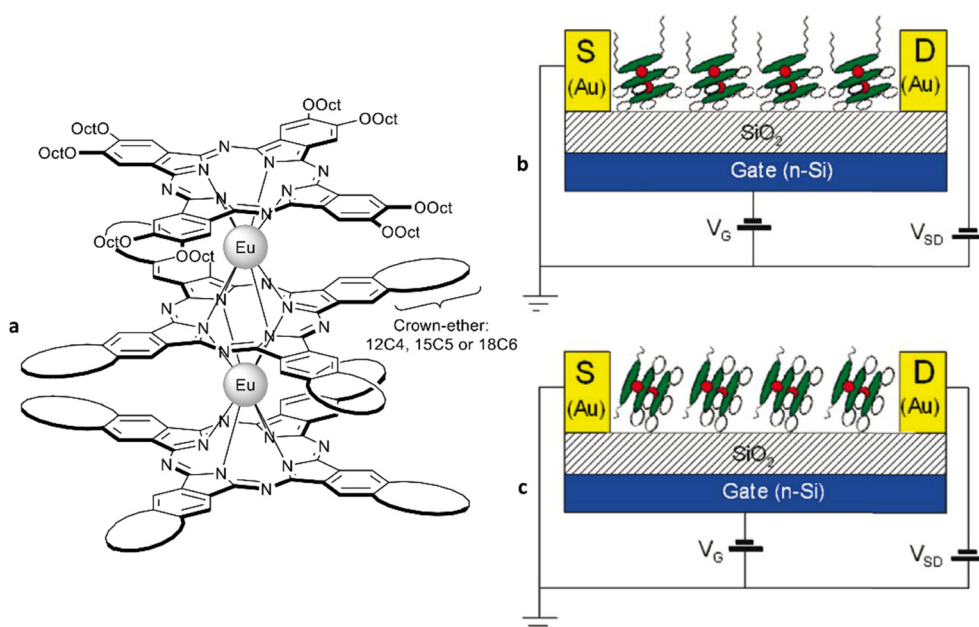 a
OctO
OOct
OctO
OOct
N
N
N
N
N
N
N
N
OOct
OOct
OctO
OOct
Eu
N
N
N
N
N
N
N
N
Crown-ether:
12C4, 15C5 or 18C6
Eu
N
N
N
N
N
N
N
N
b
S
(Au)
D
(Au)
SiO₂
Gate (n-Si)
V_G
V_SD
c
S
(Au)
D
(Au)
SiO₂
Gate (n-Si)
V_G
V_SD